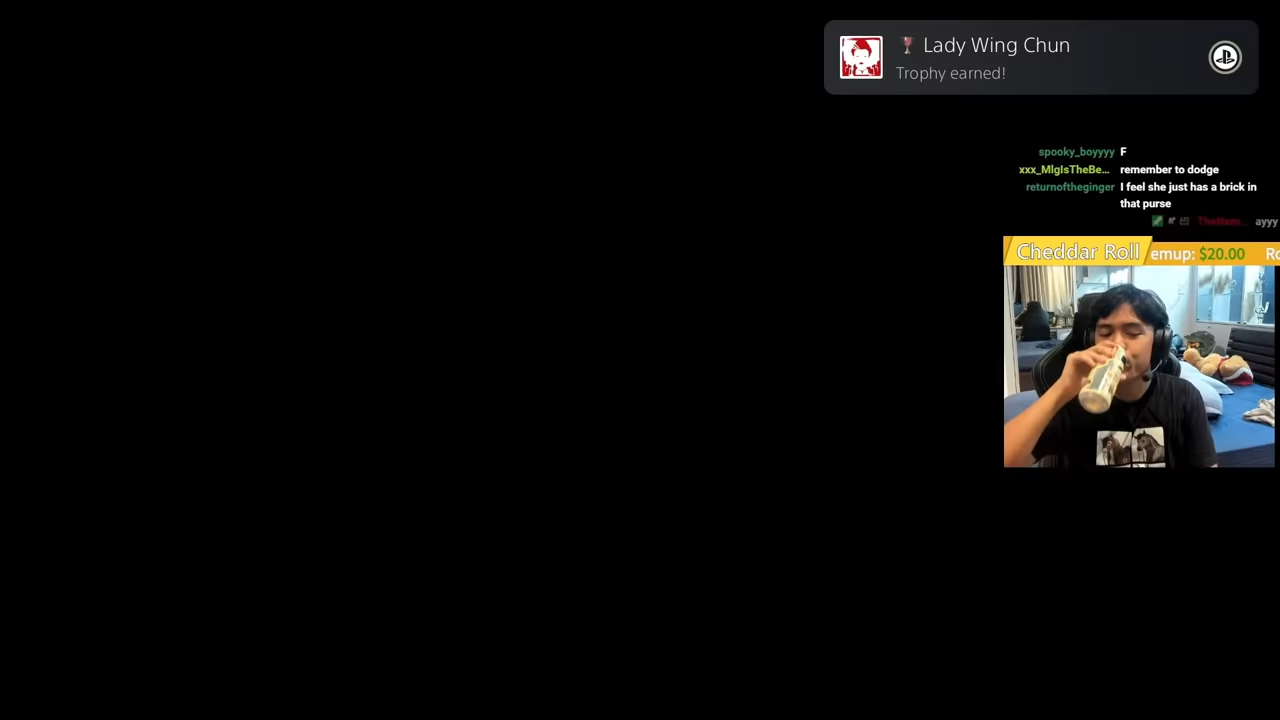 Lady Wing Chun
Trophy earned!
spooky_boyyyy F
xxx_MlgIsTheBe... remember to dodge
returnoftheginger I feel she just has a brick in
that purse
ayyy
Cheddar Roll
emup: $20.00 Ro